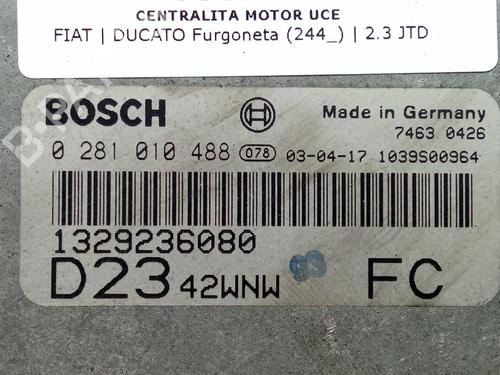 CENTRALITA MOTOR UCE
FIAT | DUCATO Furgoneta (244_) | 2.3 JTD
BOSCH
Made in Germany
7463 0426
0 281 010 488 078 03-04-17 1039S00964
1329236080
D23 42WNW FC